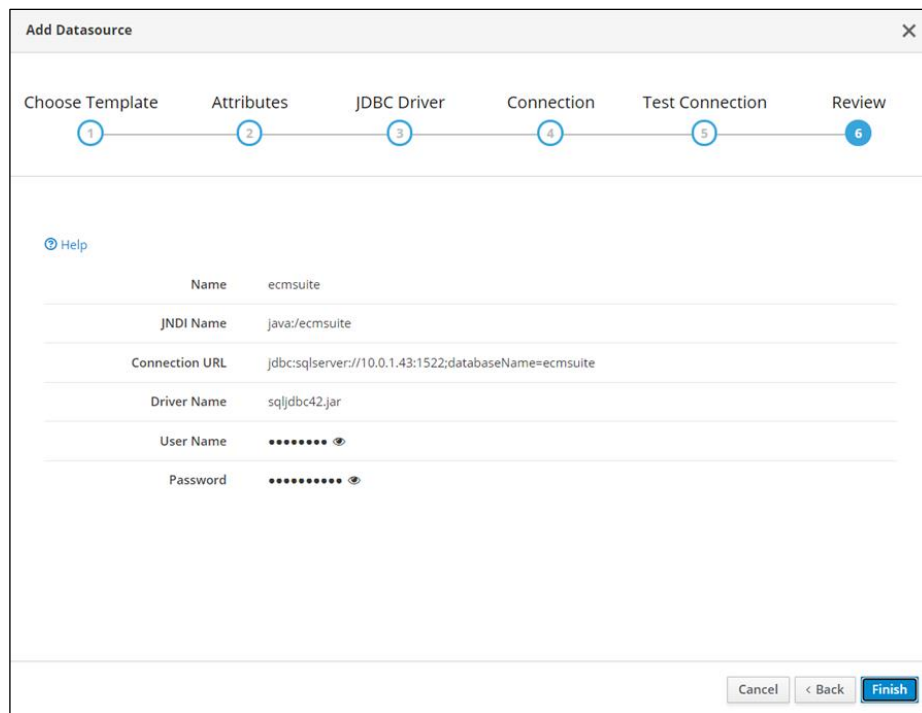 Add Datasource
Choose Template Attributes JDBC Driver Connection Test Connection Review
1 2 3 4 5 6
Help
Name ecmsuite
JNDI Name java:/ecmsuite
Connection URL jdbc:sqlserver://10.0.1.43:1522;databaseName=ecmsuite
Driver Name sqljdbc42.jar
User Name ••••••••
Password ••••••••••
Cancel < Back Finish